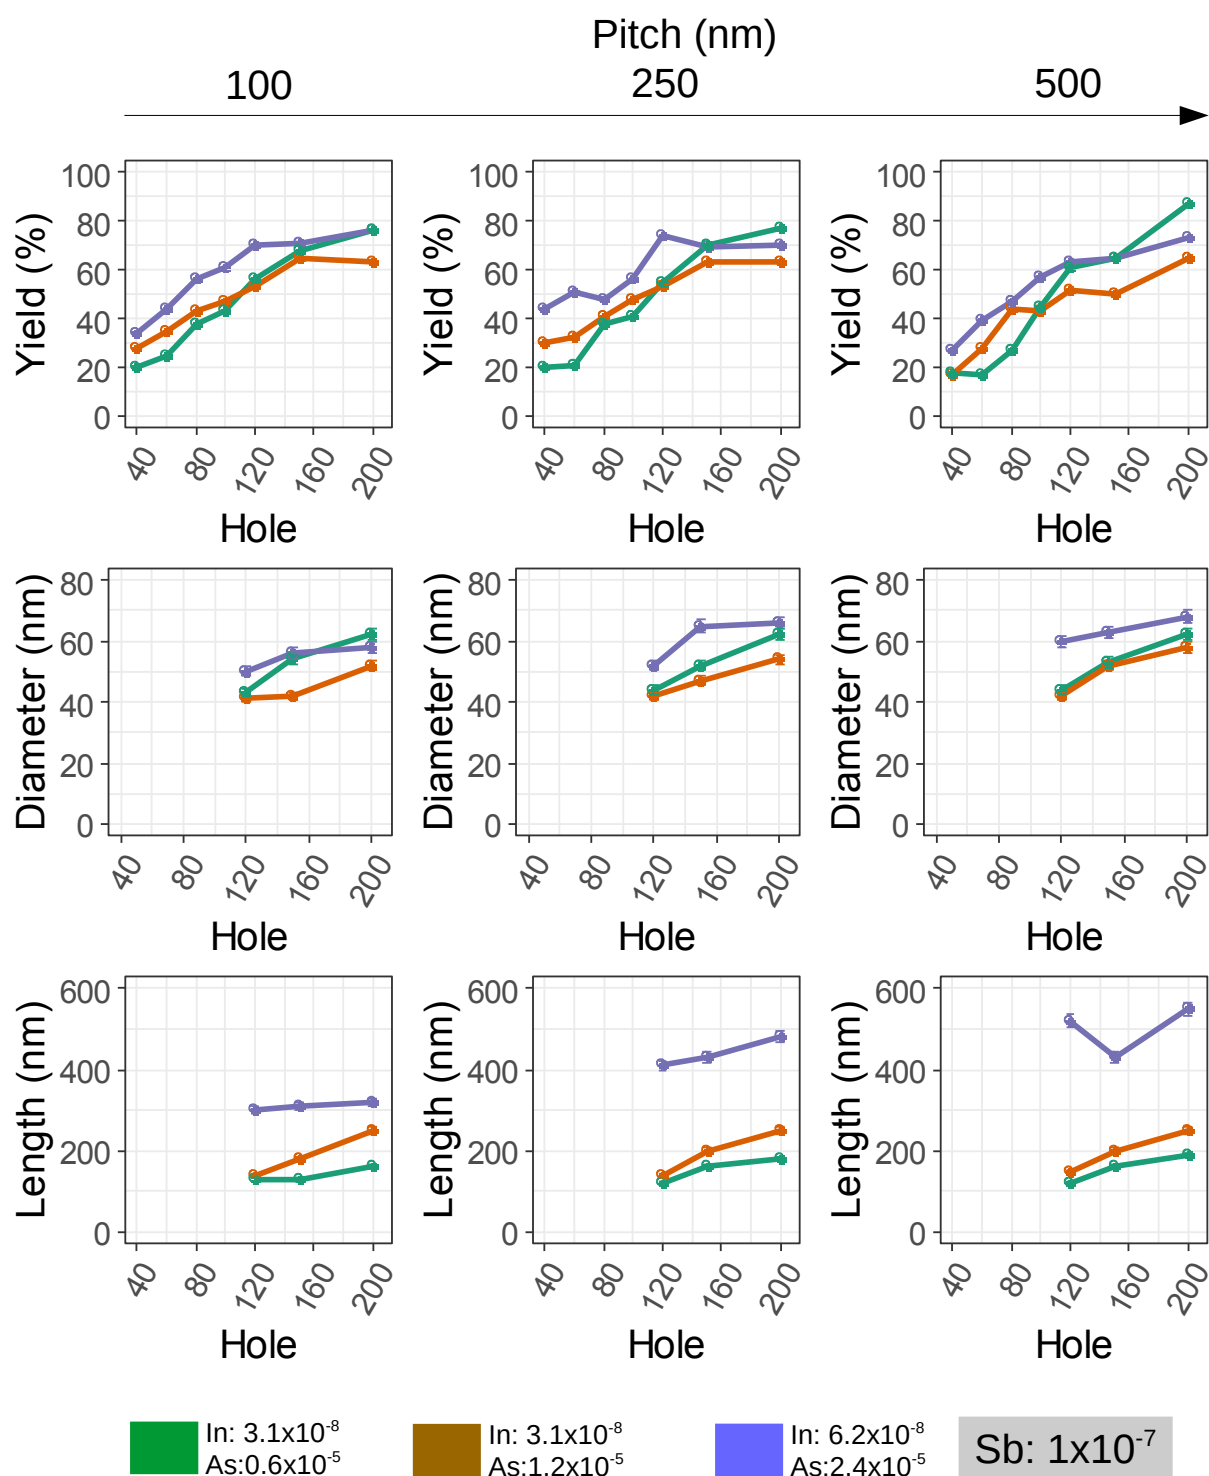 Pitch (nm)
100 250 500
Yield (%) 100 80 60 40 20 0
40 80 120 160 200
Hole
Yield (%) 100 80 60 40 20 0
40 80 120 160 200
Hole
Yield (%) 100 80 60 40 20 0
40 80 120 160 200
Hole
Diameter (nm) 80 60 40 20 0
40 80 120 160 200
Hole
Diameter (nm) 80 60 40 20 0
40 80 120 160 200
Hole
Diameter (nm) 80 60 40 20 0
40 80 120 160 200
Hole
Length (nm) 600 400 200 0
40 80 120 160 200
Hole
Length (nm) 600 400 200 0
40 80 120 160 200
Hole
Length (nm) 600 400 200 0
40 80 120 160 200
Hole
In: 3.1x10⁻⁸
As:0.6x10⁻⁵
In: 3.1x10⁻⁸
As:1.2x10⁻⁵
In: 6.2x10⁻⁸
As:2.4x10⁻⁵
Sb: 1x10⁻⁷